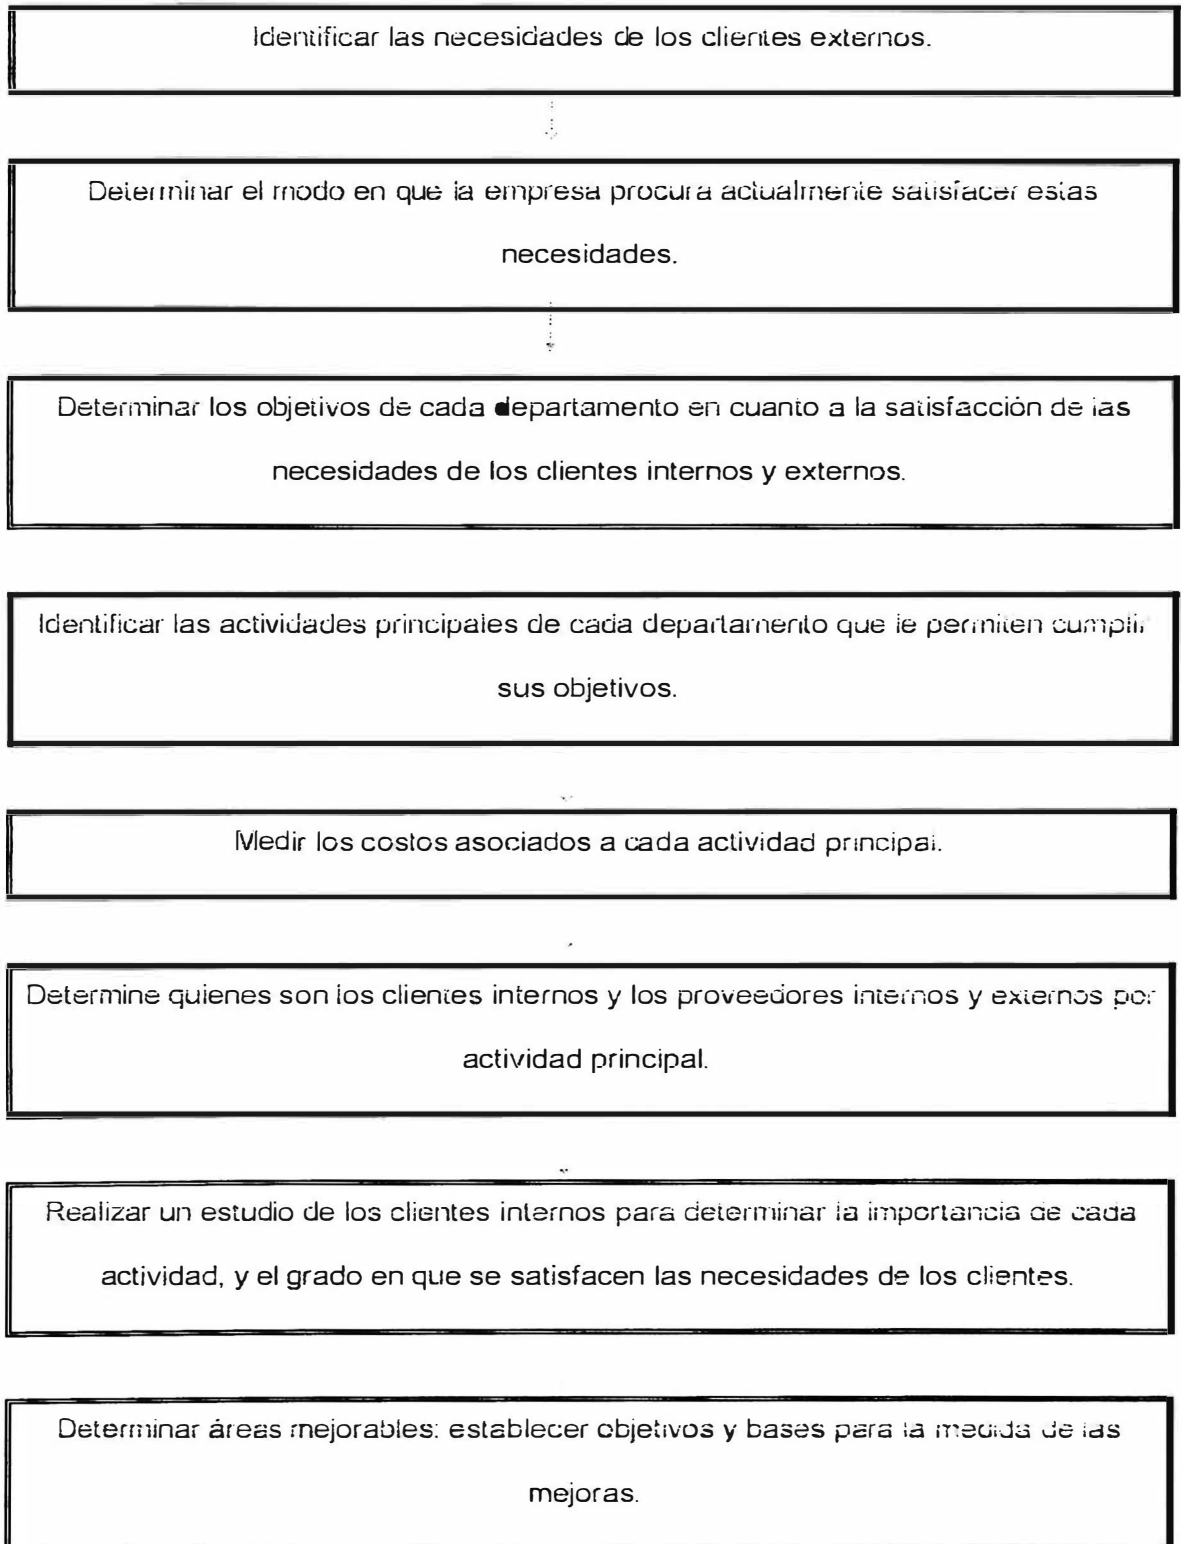 Identificar las necesidades de los clientes externos.
Determinar el modo en que la empresa procura actualmente satisfacer estas
necesidades.
Determinar los objetivos de cada departamento en cuanto a la satisfacción de las
necesidades de los clientes internos y externos.
Identificar las actividades principales de cada departamento que le permiten cumplir
sus objetivos.
Medir los costos asociados a cada actividad principal.
Determine quienes son los clientes internos y los proveedores internos y externos por
actividad principal.
Realizar un estudio de los clientes internos para determinar la importancia de cada
actividad, y el grado en que se satisfacen las necesidades de los clientes.
Determinar áreas mejorables: establecer objetivos y bases para la medida de las
mejoras.